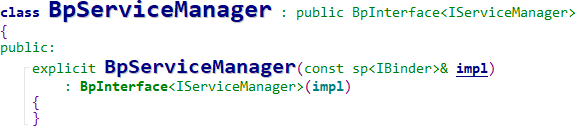 class BpServiceManager : public BpInterface<IServiceManager>
{
public:
explicit BpServiceManager(const sp<IBinder>& impl)
: BpInterface<IServiceManager>(impl)
{
}